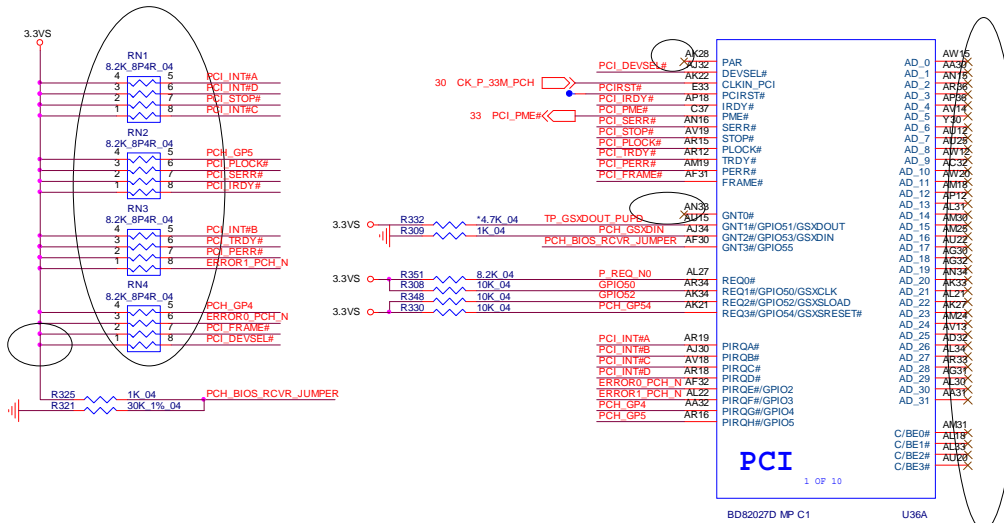 3.3VS
RN1
8.2K_8P4R_04
4 5 PCI_INT#A
3 6 PCI_INT#D
2 7 PCI_STOP#
1 8 PCI_INT#C
RN2
8.2K_8P4R_04
4 5 PCH_GP5
3 6 PCI_PLOCK#
2 7 PCI_SERR#
1 8 PCI_IRDY#
RN3
8.2K_8P4R_04
4 5 PCI_INT#B
3 6 PCI_TRDY#
2 7 PCI_PERR#
1 8 ERROR1_PCH_N
RN4
8.2K_8P4R_04
4 5 PCH_GP4
3 6 ERROR0_PCH_N
2 7 PCI_FRAME#
1 8 PCI_DEVSEL#
R325 1K_04 PCH_BIOS_RCVR_JUMPER
R321 30K_1%_04
30 CK_P_33M_PCH
33 PCI_PME#
3.3VS R332 *4.7K_04 TP_GSXDOUT_PUPD
R309 1K_04 PCH_GSXDIN
PCH_BIOS_RCVR_JUMPER
3.3VS R351 8.2K_04 P_REQ_N0
R308 10K_04 GPIO50
R348 10K_04 GPIO52
3.3VS R330 10K_04 PCH_GP54
AK28 PAR
PCI_DEVSEL# AJ32 DEVSEL#
AK22 CLKIN_PCI
PCIRST# E33 PCIRST#
PCI_IRDY# AP18 IRDY#
PCI_PME# C37 PME#
PCI_SERR# AN16 SERR#
PCI_STOP# AV19 STOP#
PCI_PLOCK# AR15 PLOCK#
PCI_TRDY# AR12 TRDY#
PCI_PERR# AM19 PERR#
PCI_FRAME# AF31 FRAME#
AN33 GNT0#
AU15 GNT1#/GPIO51/GSXDOUT
AJ34 GNT2#/GPIO53/GSXDIN
AF30 GNT3#/GPIO55
AL27 REQ0#
AR34 REQ1#/GPIO50/GSXCLK
AK34 REQ2#/GPIO52/GSXSLOAD
AK21 REQ3#/GPIO54/GSXSRESET#
PCI_INT#A AR19 PIRQA#
PCI_INT#B AJ30 PIRQB#
PCI_INT#C AV18 PIRQC#
PCI_INT#D AR18 PIRQD#
ERROR0_PCH_N AF32 PIRQE#/GPIO2
ERROR1_PCH_N AL22 PIRQF#/GPIO3
PCH_GP4 AA32 PIRQG#/GPIO4
PCH_GP5 AR16 PIRQH#/GPIO5
AD_0 AW15
AD_1 AA30
AD_2 AN19
AD_3 AR36
AD_4 AP36
AD_5 AV14
AD_6 Y30
AD_7 AU12
AD_8 AU25
AD_9 AW12
AD_10 AC32
AD_11 AW20
AD_12 AM18
AD_13 AP12
AD_14 AL31
AD_15 AM30
AD_16 AM25
AD_17 AU22
AD_18 AG30
AD_19 AG32
AD_20 AN34
AD_21 AK33
AD_22 AL21
AD_23 AK27
AD_24 AM24
AD_25 AV13
AD_26 AD32
AD_27 AL34
AD_28 AR33
AD_29 AG31
AD_30 AL30
AD_31 AA31
C/BE0# AM31
C/BE1# AL18
C/BE2# AL33
C/BE3# AU20
PCI
1 OF 10
BD82027D MP C1 U36A